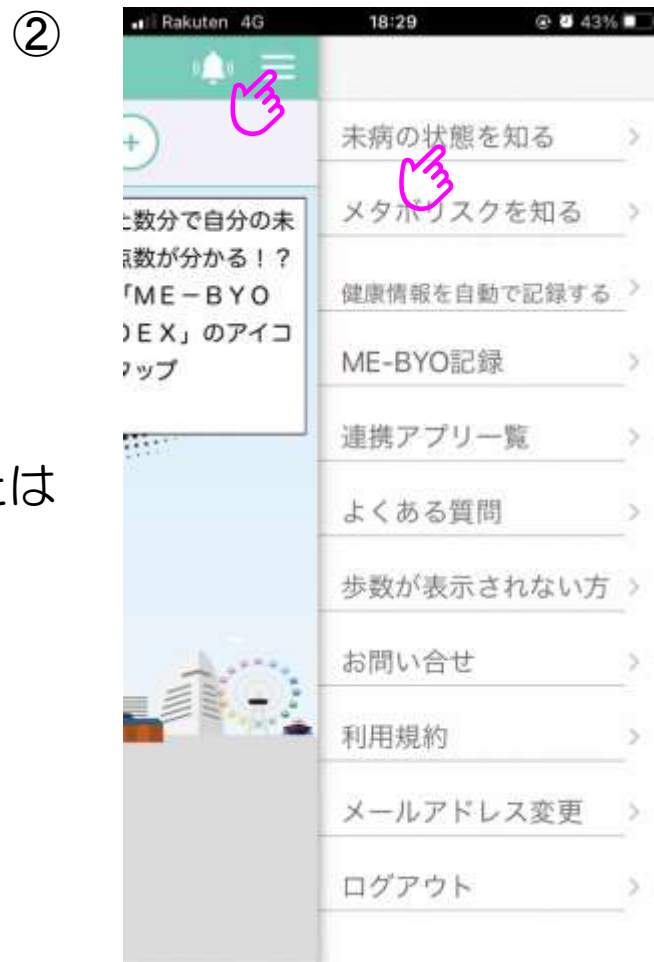 ②
Rakuten 4G 18:29 43%
未病の状態を知る
メタボリスクを知る
健康情報を自動で記録する
ME-BYO記録
連携アプリ一覧
よくある質問
歩数が表示されない方
お問い合せ
利用規約
メールアドレス変更
ログアウト
+
数分で自分の未
点数が分かる!?
「ME-BYO
DEX」のアイコ
タップ
は